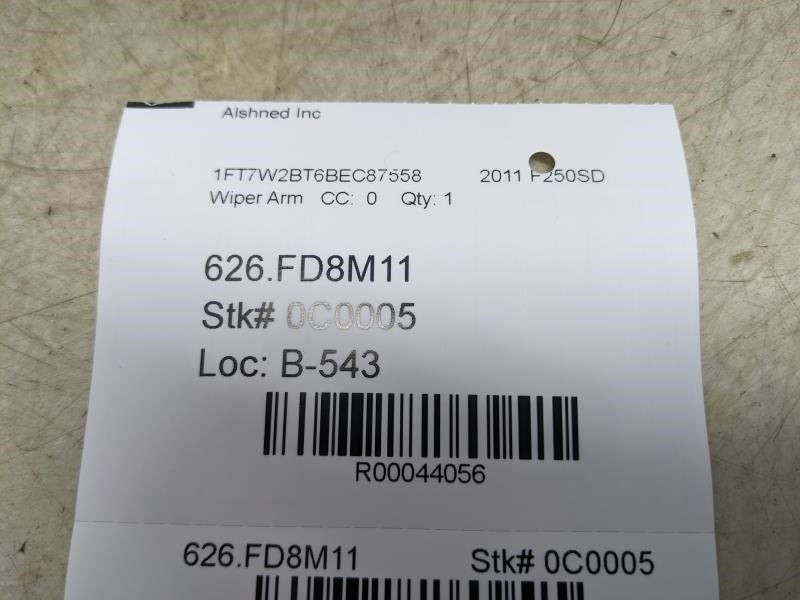 Alshned Inc
1FT7W2BT6BEC87558 2011 F250SD
Wiper Arm CC: 0 Qty: 1
626.FD8M11
Stk# 0C0005
Loc: B-543
R00044056
626.FD8M11 Stk# 0C0005